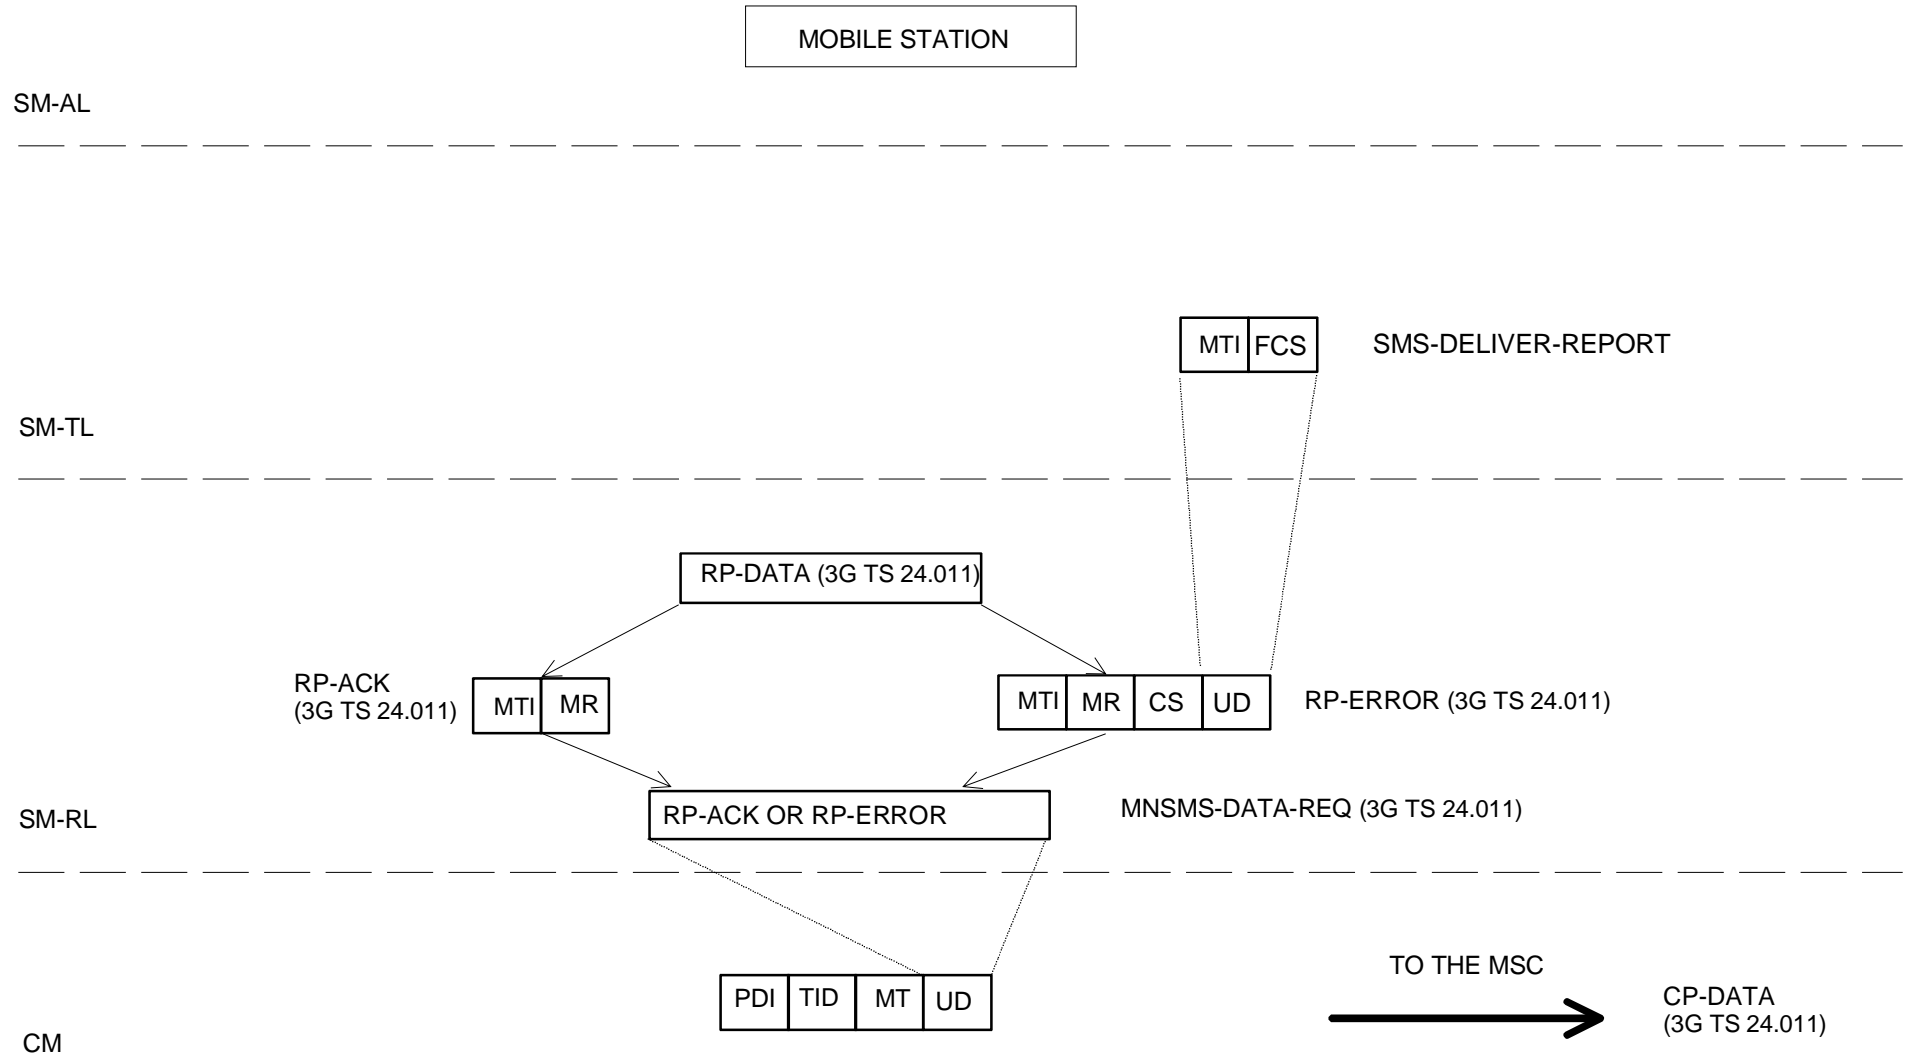 MOBILE STATION
SM-AL
MTI FCS SMS-DELIVER-REPORT
SM-TL
RP-DATA (3G TS 24.011)
RP-ACK
(3G TS 24.011)
MTI MR
MTI MR CS UD
RP-ERROR (3G TS 24.011)
RP-ACK OR RP-ERROR
MNSMS-DATA-REQ (3G TS 24.011)
SM-RL
TO THE MSC
PDI TID MT UD
CP-DATA
(3G TS 24.011)
CM